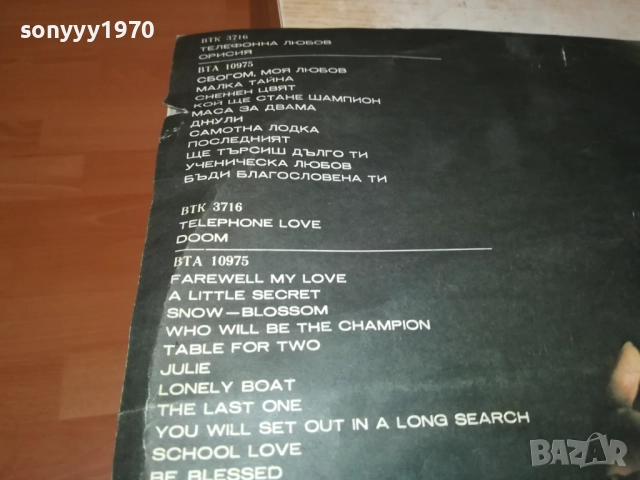 sonyyy1970
ВТК 3716
ТЕЛЕФОННА ЛЮБОВ
ОРИСИЯ
ВТА 10975
СБОГОМ, МОЯ ЛЮБОВ
МАЛКА ТАЙНА
СНЕЖЕН ЦВЯТ
КОЙ ЩЕ СТАНЕ ШАМПИОН
МАСА ЗА ДВАМА
ДЖУЛИ
САМОТНА ЛОДКА
ПОСЛЕДНИЯТ
ЩЕ ТЪРСИШ ДЪЛГО ТИ
УЧЕНИЧЕСКА ЛЮБОВ
БЪДИ БЛАГОСЛОВЕНА ТИ
ВТК 3716
TELEPHONE LOVE
DOOM
ВТА 10975
FAREWELL MY LOVE
A LITTLE SECRET
SNOW – BLOSSOM
WHO WILL BE THE CHAMPION
TABLE FOR TWO
JULIE
LONELY BOAT
THE LAST ONE
YOU WILL SET OUT IN A LONG SEARCH
SCHOOL LOVE
BE BLESSED
BAZAR